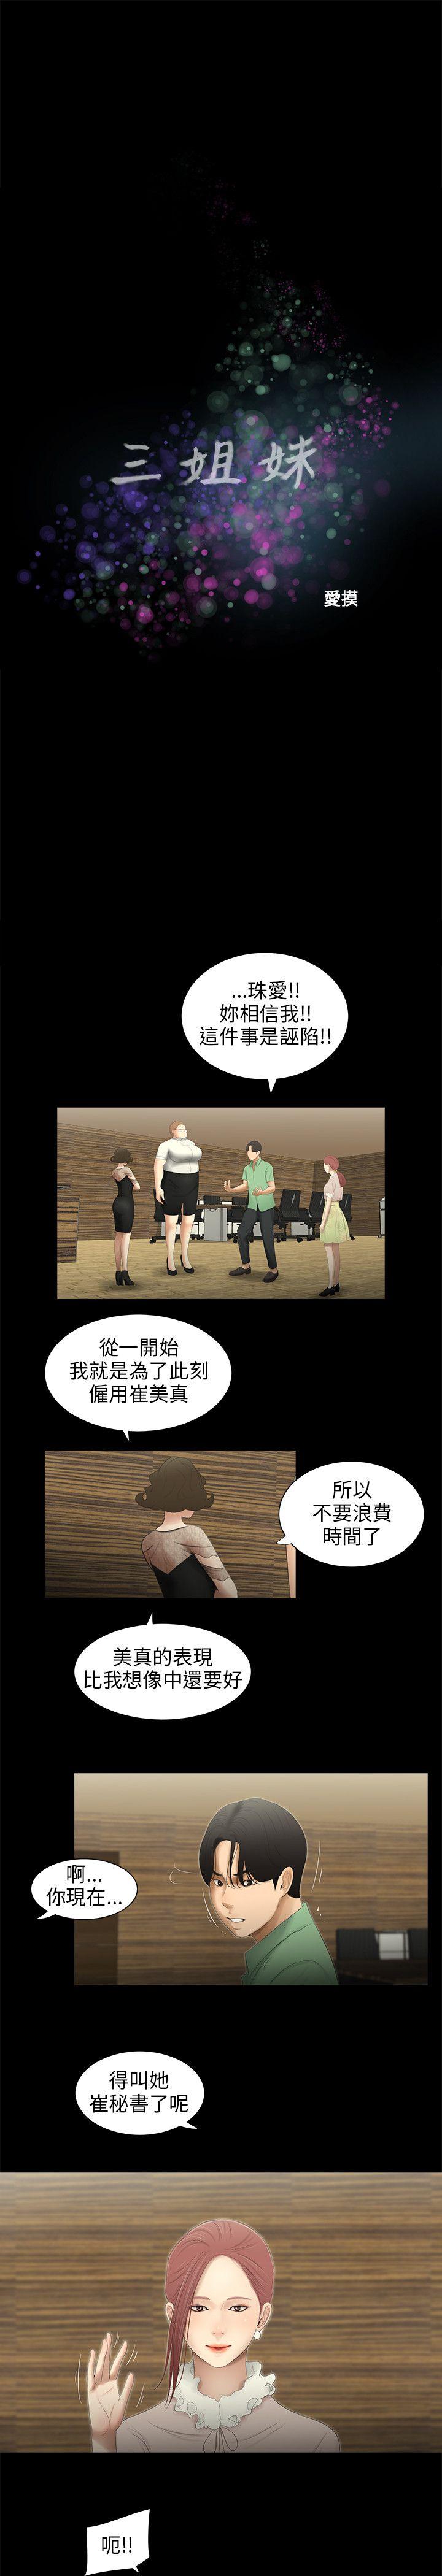 三姐妹
愛摸
...珠愛!!
妳相信我!!
這件事是誣陷!!
從一開始
我就是為了此刻
僱用崔美真
所以
不要浪費
時間了
美真的表現
比我想像中還要好
啊...
你現在...
得叫她
崔秘書了呢
呃!!